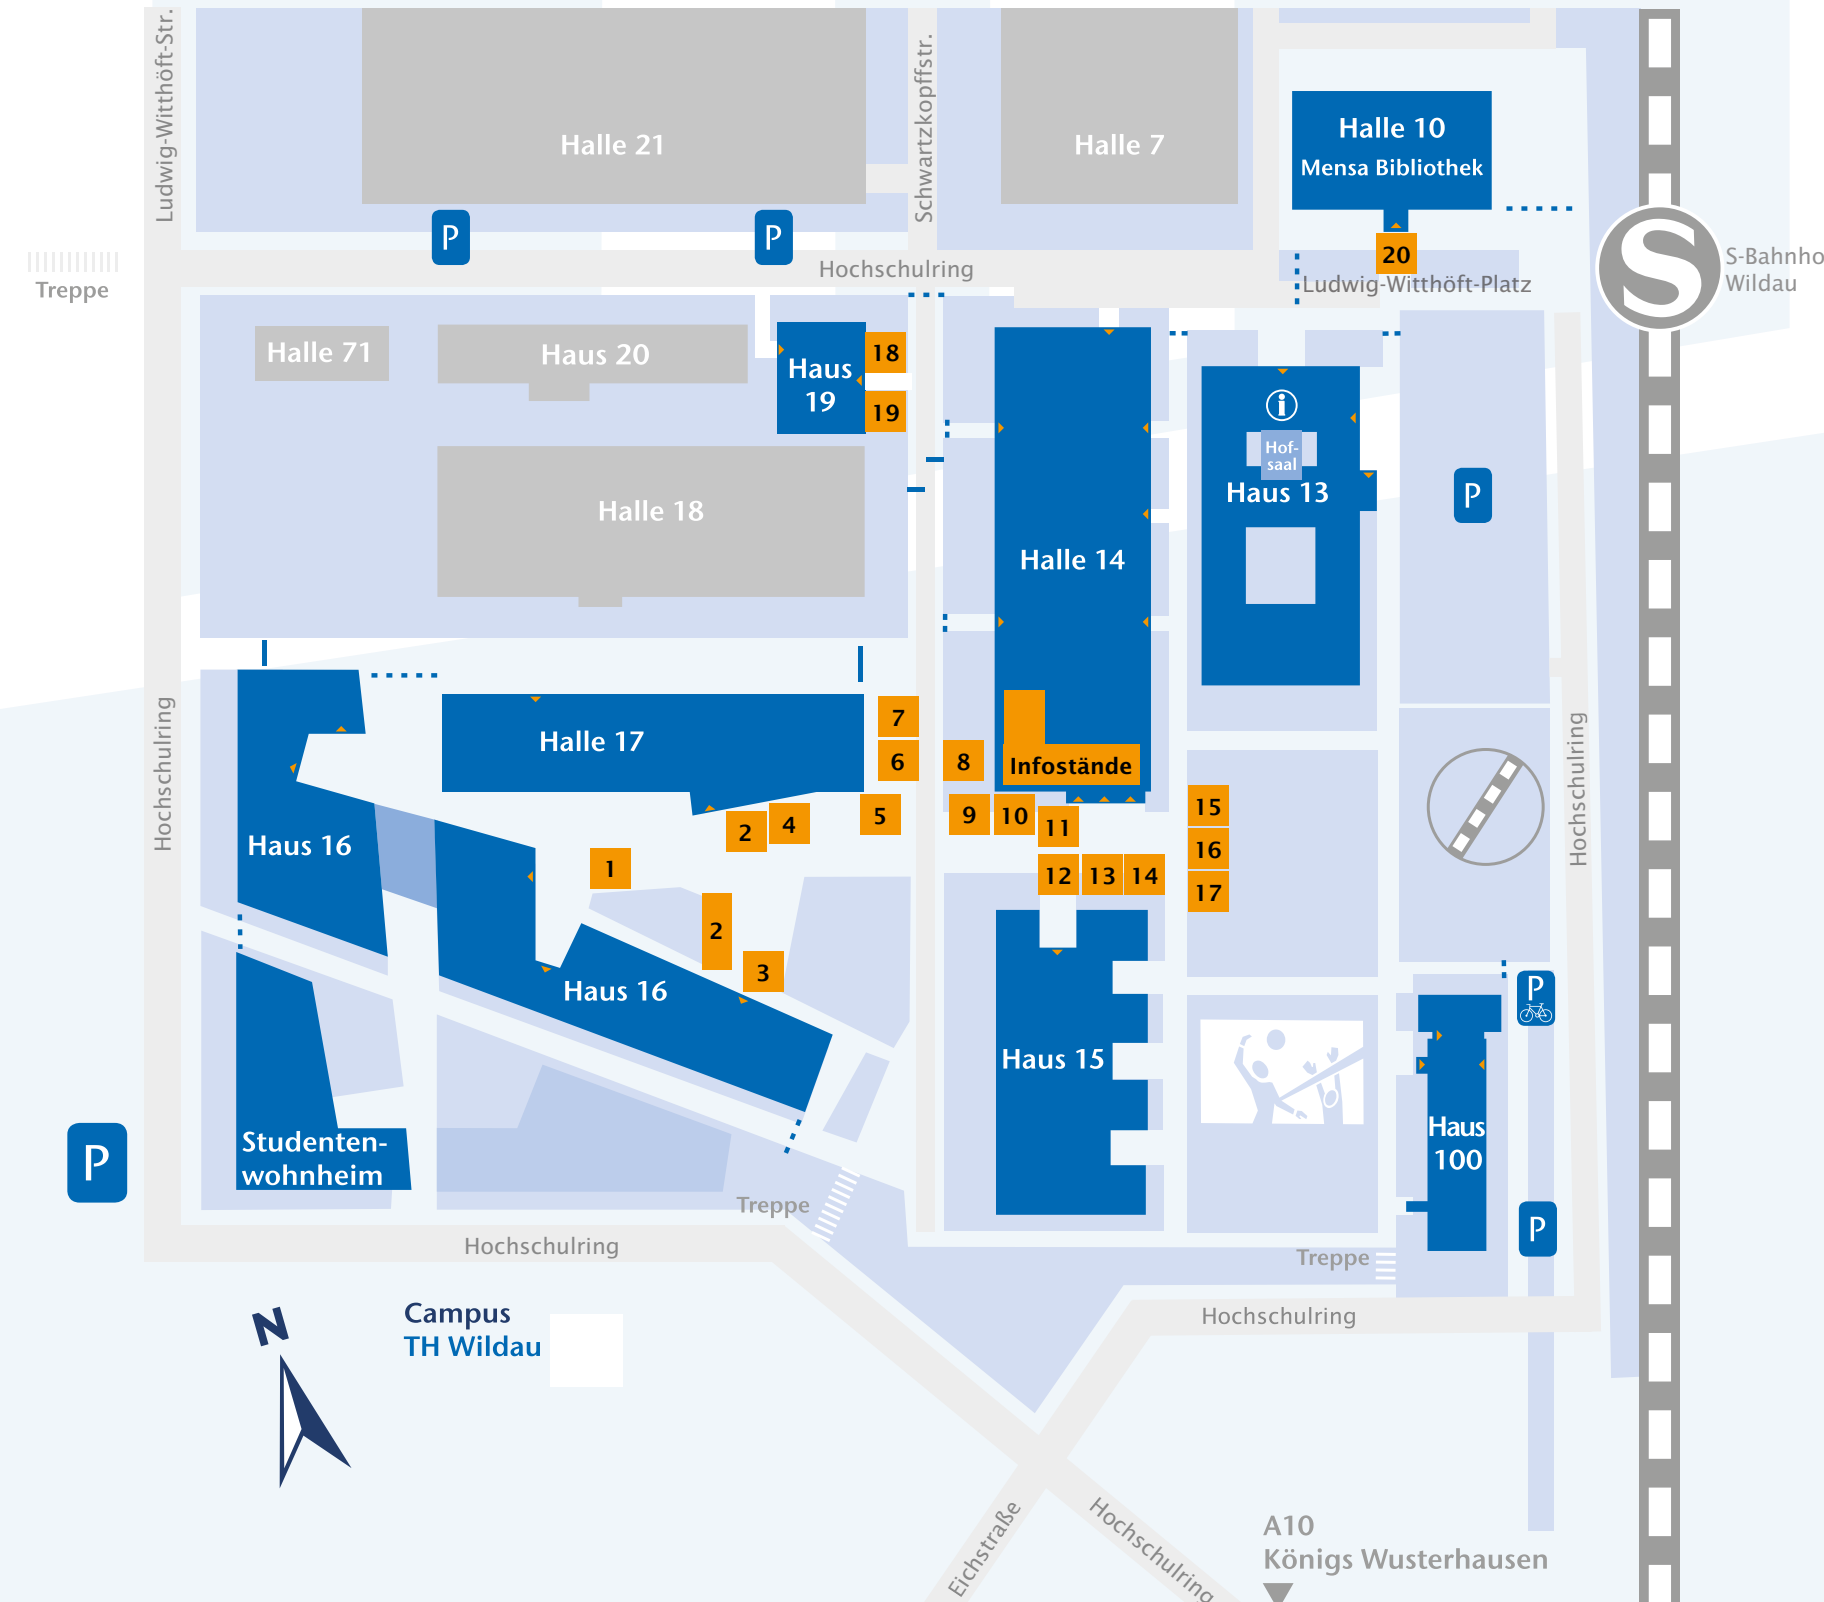 Ludwig-Witthöft-Str.
Schwartzkopffstr.
Halle 21
Halle 7
Halle 10
Mensa Bibliothek
P
P
20
Hochschulring
Ludwig-Witthöft-Platz
S
S-Bahnho
Wildau
Treppe
Halle 71
Haus 20
Haus
19
18
19
i
Hof-
saal
Haus 13
P
Halle 18
Halle 14
Hochschulring
Halle 17
7
6
8
Infostände
Hochschulring
5
9
10
11
15
2
4
16
Haus 16
1
12
13
14
17
2
3
Haus 16
P
Haus 15
Haus
100
Studenten-
wohnheim
P
Treppe
P
Hochschulring
Treppe
Hochschulring
N
Campus
TH Wildau
Eichstraße
Hochschulring
A10
Königs Wusterhausen